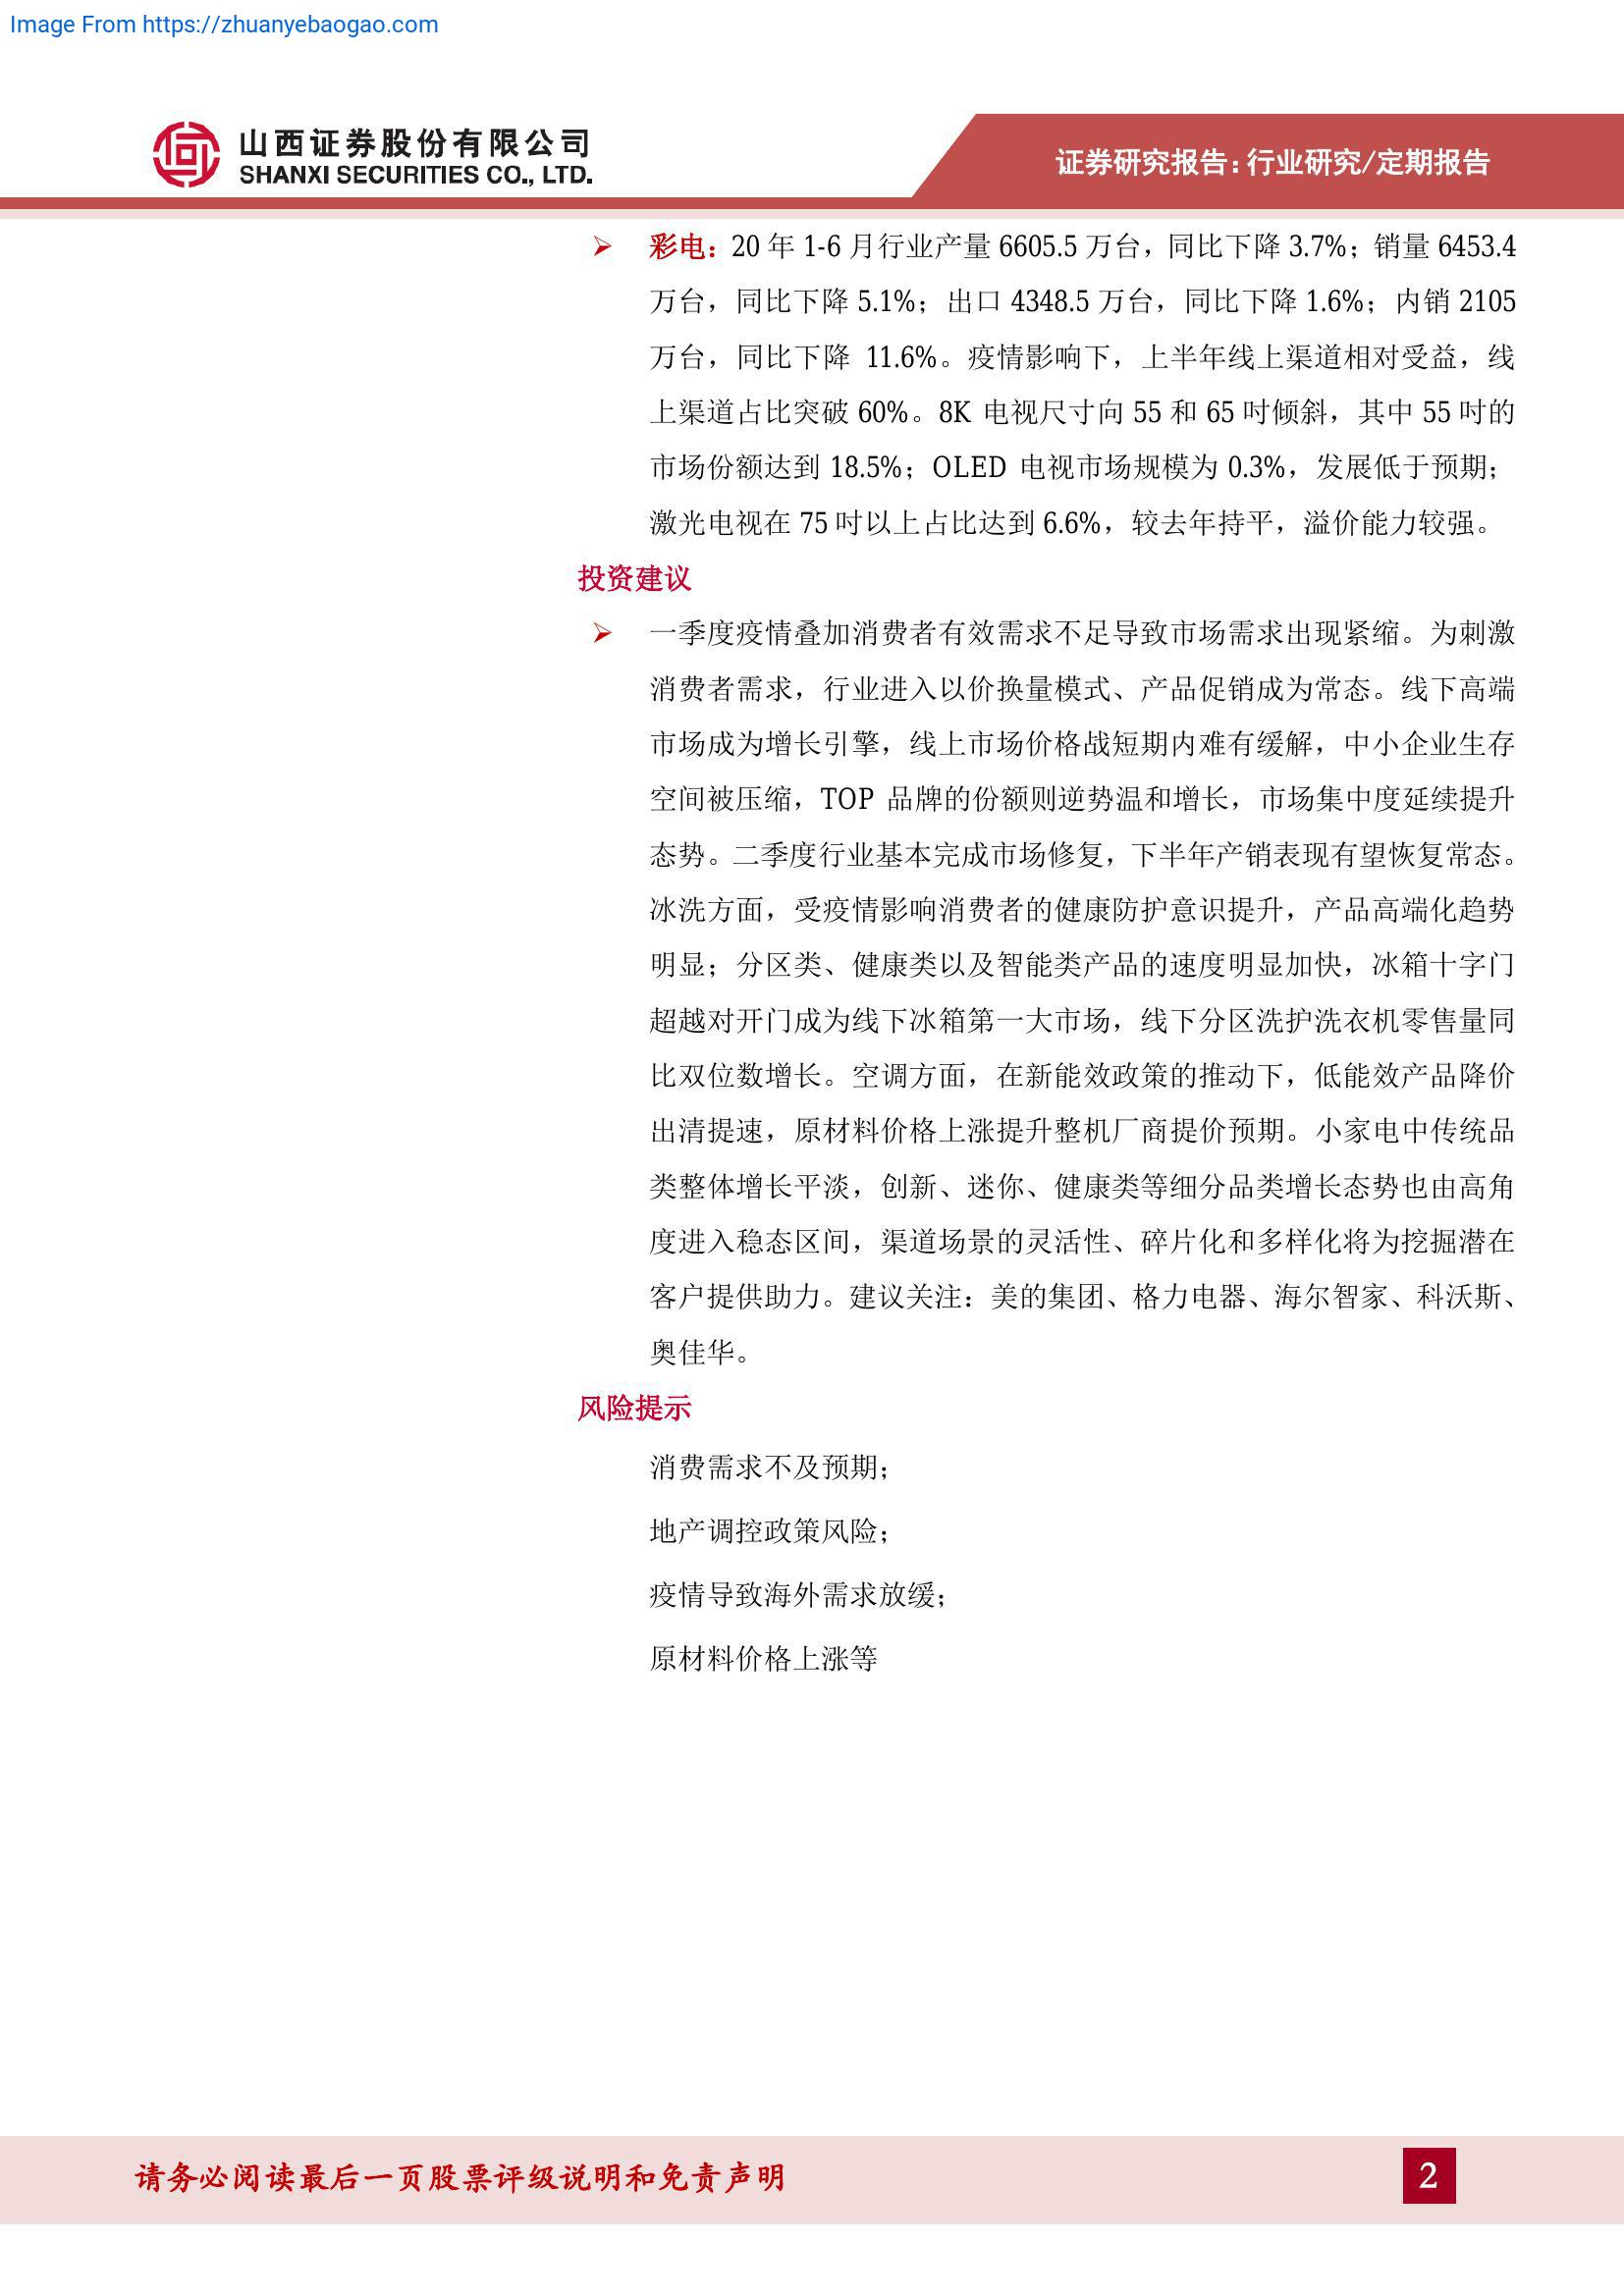 Image From https://zhuanyebaogao.com
山西证券股份有限公司
SHANXI SECURITIES CO., LTD.
证券研究报告：行业研究/定期报告
彩电：20 年 1-6 月行业产量 6605.5 万台，同比下降 3.7%；销量 6453.4
万台，同比下降 5.1%；出口 4348.5 万台，同比下降 1.6%；内销 2105
万台，同比下降 11.6%。疫情影响下，上半年线上渠道相对受益，线
上渠道占比突破 60%。8K 电视尺寸向 55 和 65 吋倾斜，其中 55 吋的
市场份额达到 18.5%；OLED 电视市场规模为 0.3%，发展低于预期；
激光电视在 75 吋以上占比达到 6.6%，较去年持平，溢价能力较强。
投资建议
一季度疫情叠加消费者有效需求不足导致市场需求出现紧缩。为刺激
消费者需求，行业进入以价换量模式、产品促销成为常态。线下高端
市场成为增长引擎，线上市场价格战短期内难有缓解，中小企业生存
空间被压缩，TOP 品牌的份额则逆势温和增长，市场集中度延续提升
态势。二季度行业基本完成市场修复，下半年产销表现有望恢复常态。
冰洗方面，受疫情影响消费者的健康防护意识提升，产品高端化趋势
明显；分区类、健康类以及智能类产品的速度明显加快，冰箱十字门
超越对开门成为线下冰箱第一大市场，线下分区洗护洗衣机零售量同
比双位数增长。空调方面，在新能效政策的推动下，低能效产品降价
出清提速，原材料价格上涨提升整机厂商提价预期。小家电中传统品
类整体增长平淡，创新、迷你、健康类等细分品类增长态势也由高角
度进入稳态区间，渠道场景的灵活性、碎片化和多样化将为挖掘潜在
客户提供助力。建议关注：美的集团、格力电器、海尔智家、科沃斯、
奥佳华。
风险提示
消费需求不及预期；
地产调控政策风险；
疫情导致海外需求放缓；
原材料价格上涨等
请务必阅读最后一页股票评级说明和免责声明
2